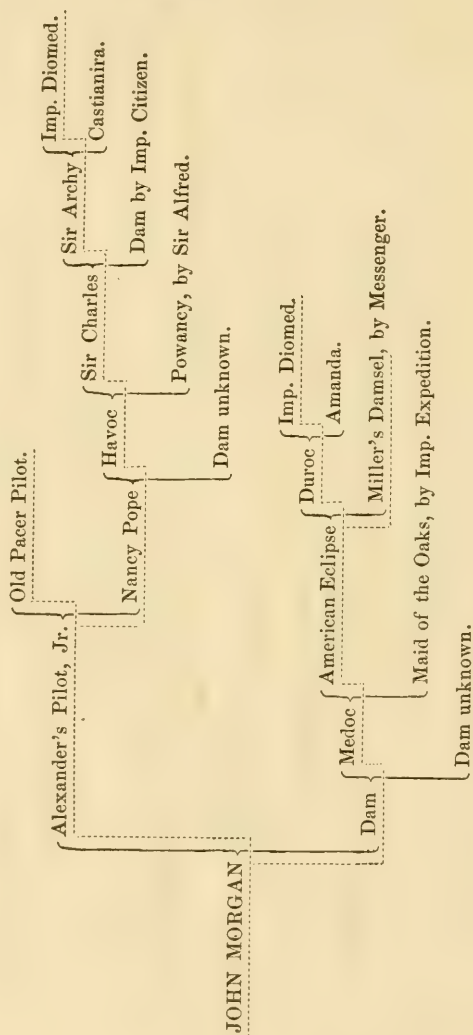 JOHN MORGAN
Alexander's Pilot, Jr.
Old Pacer Pilot.
Nancy Pope
Havoc
Sir Charles
Sir Archy
Imp. Diomed.
Castianira.
Dam by Imp. Citizen.
Powancy, by Sir Alfred.
Dam unknown.
Dam
Medoc
American Eclipse
Duroc
Imp. Diomed.
Amanda.
Miller's Damsel, by Messenger.
Maid of the Oaks, by Imp. Expedition.
Dam unknown.